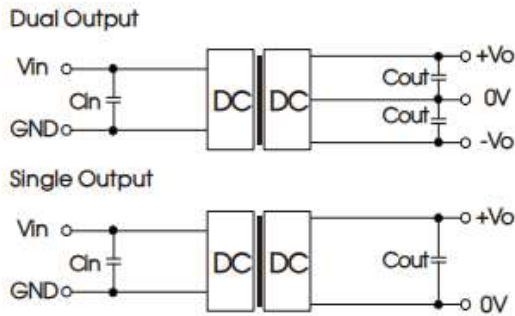 Dual Output
Vin
+Vo
Cin
DC DC
Cout
0V
Cout
GND
-Vo
Single Output
Vin
+Vo
Cin
DC DC
Cout
GND
0V